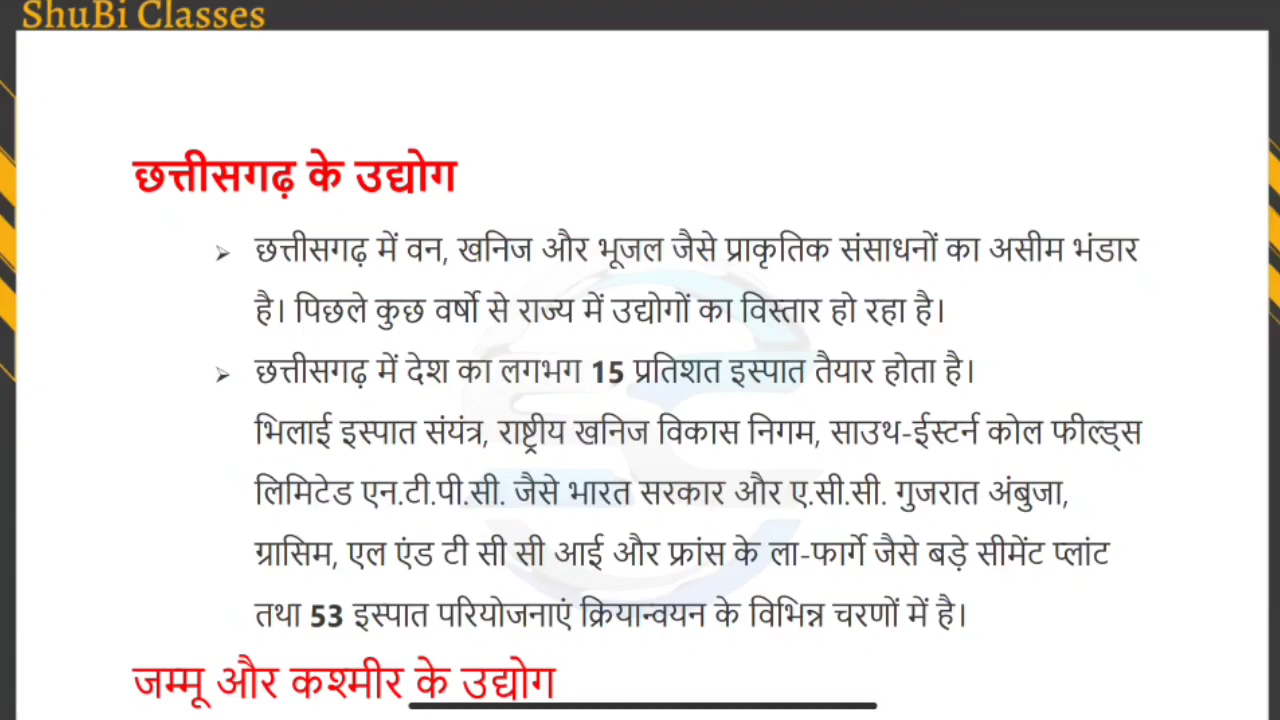 ShuBi Classes
छत्तीसगढ़ के उद्योग
➢ छत्तीसगढ़ में वन, खनिज और भूजल जैसे प्राकृतिक संसाधनों का असीम भंडार
है। पिछले कुछ वर्षो से राज्य में उद्योगों का विस्तार हो रहा है।
➢ छत्तीसगढ़ में देश का लगभग 15 प्रतिशत इस्पात तैयार होता है।
भिलाई इस्पात संयंत्र, राष्ट्रीय खनिज विकास निगम, साउथ-ईस्टर्न कोल फील्ड्स
लिमिटेड एन.टी.पी.सी. जैसे भारत सरकार और ए.सी.सी. गुजरात अंबुजा,
ग्रासिम, एल एंड टी सी सी आई और फ्रांस के ला-फार्गे जैसे बड़े सीमेंट प्लांट
तथा 53 इस्पात परियोजनाएं क्रियान्वयन के विभिन्न चरणों में है।
जम्मू और कश्मीर के उद्योग